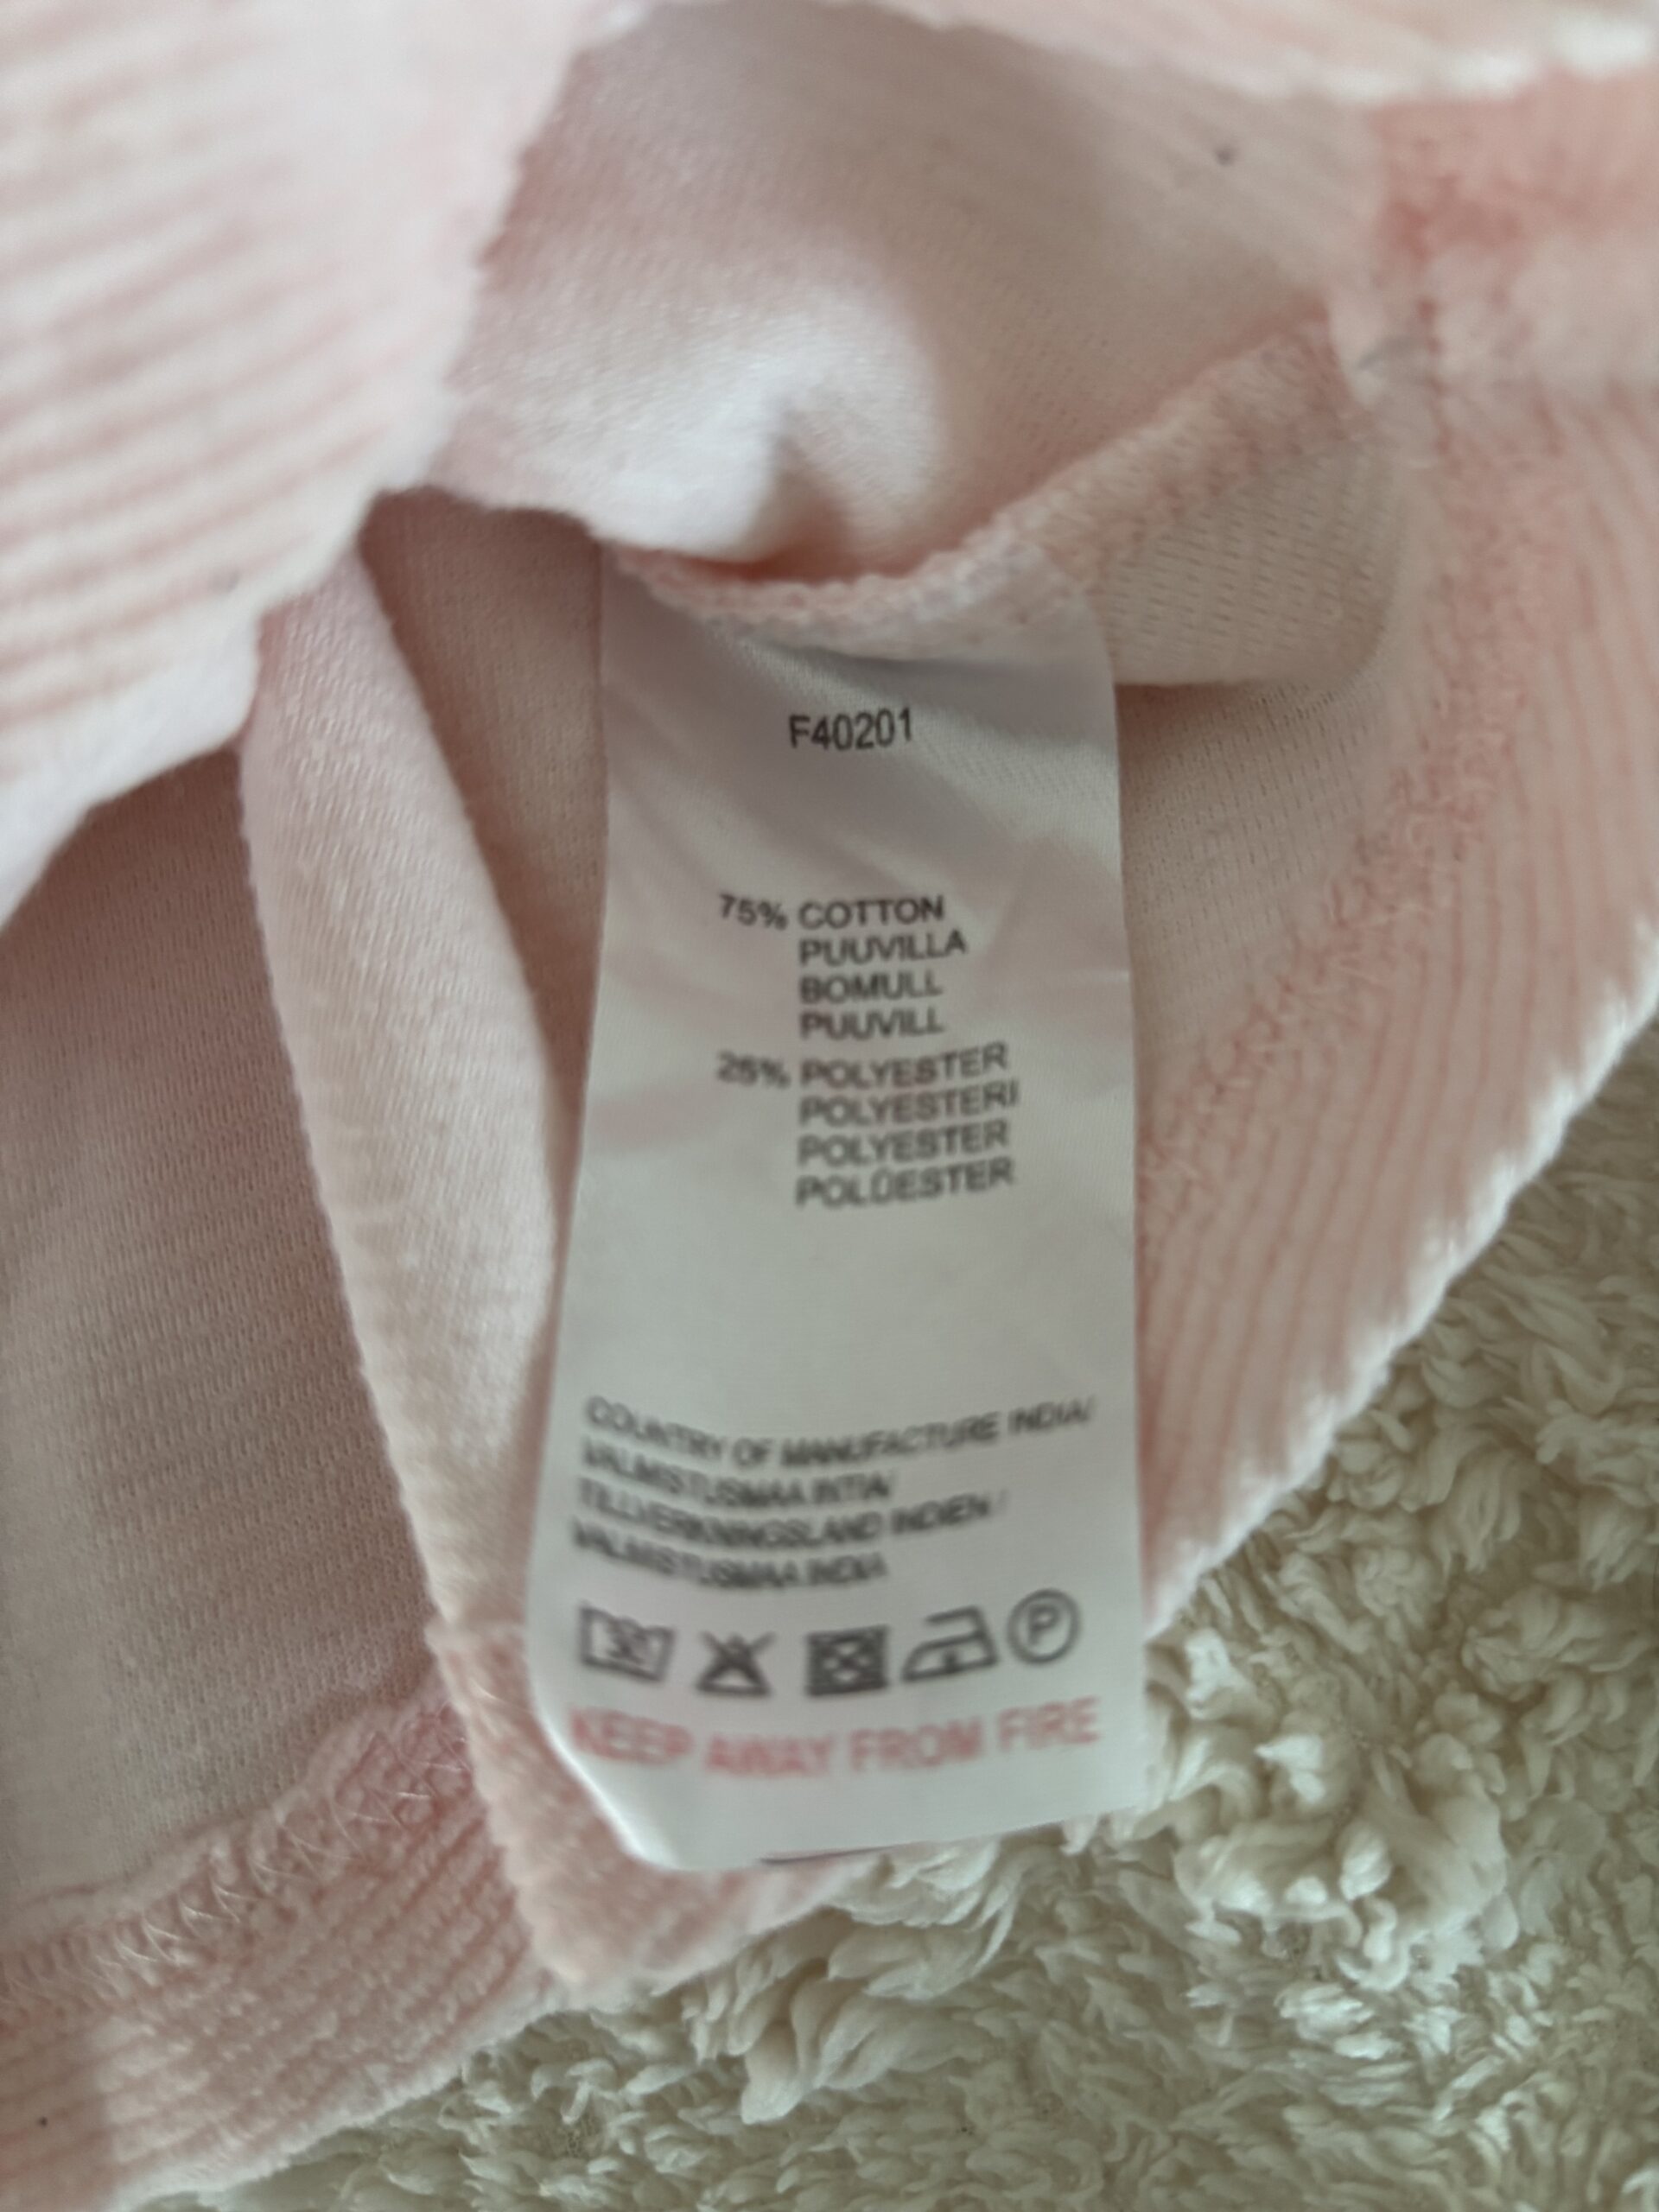 F40201
75% COTTON
PUUVILLA
BOMULL
PUUVILL
25% POLYESTER
POLYESTERI
POLYESTER
POLÜESTER
COUNTRY OF MANUFACTURE INDIA/
VALMISTUSMAA INTIA/
TILLVERKNINGSLAND INDIEN /
VALMISTUSMAA INDIA
30
P
KEEP AWAY FROM FIRE